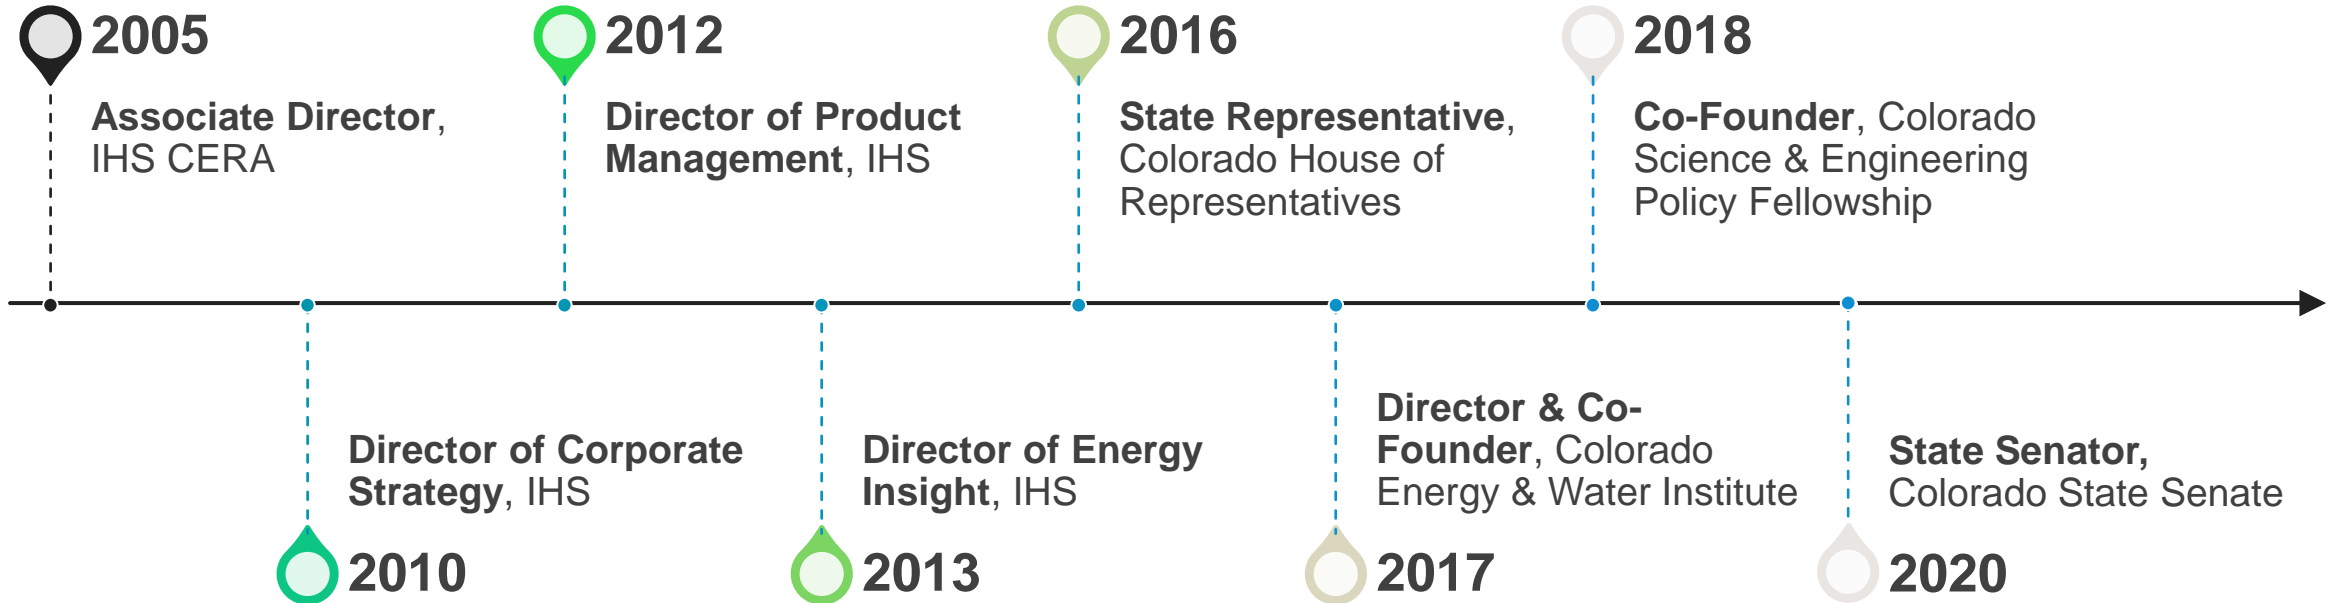 2005
Associate Director,
IHS CERA
2012
Director of Product
Management, IHS
2016
State Representative,
Colorado House of
Representatives
2018
Co-Founder, Colorado
Science & Engineering
Policy Fellowship
Director of Corporate
Strategy, IHS
2010
Director of Energy
Insight, IHS
2013
Director & Co-
Founder, Colorado
Energy & Water Institute
2017
State Senator,
Colorado State Senate
2020